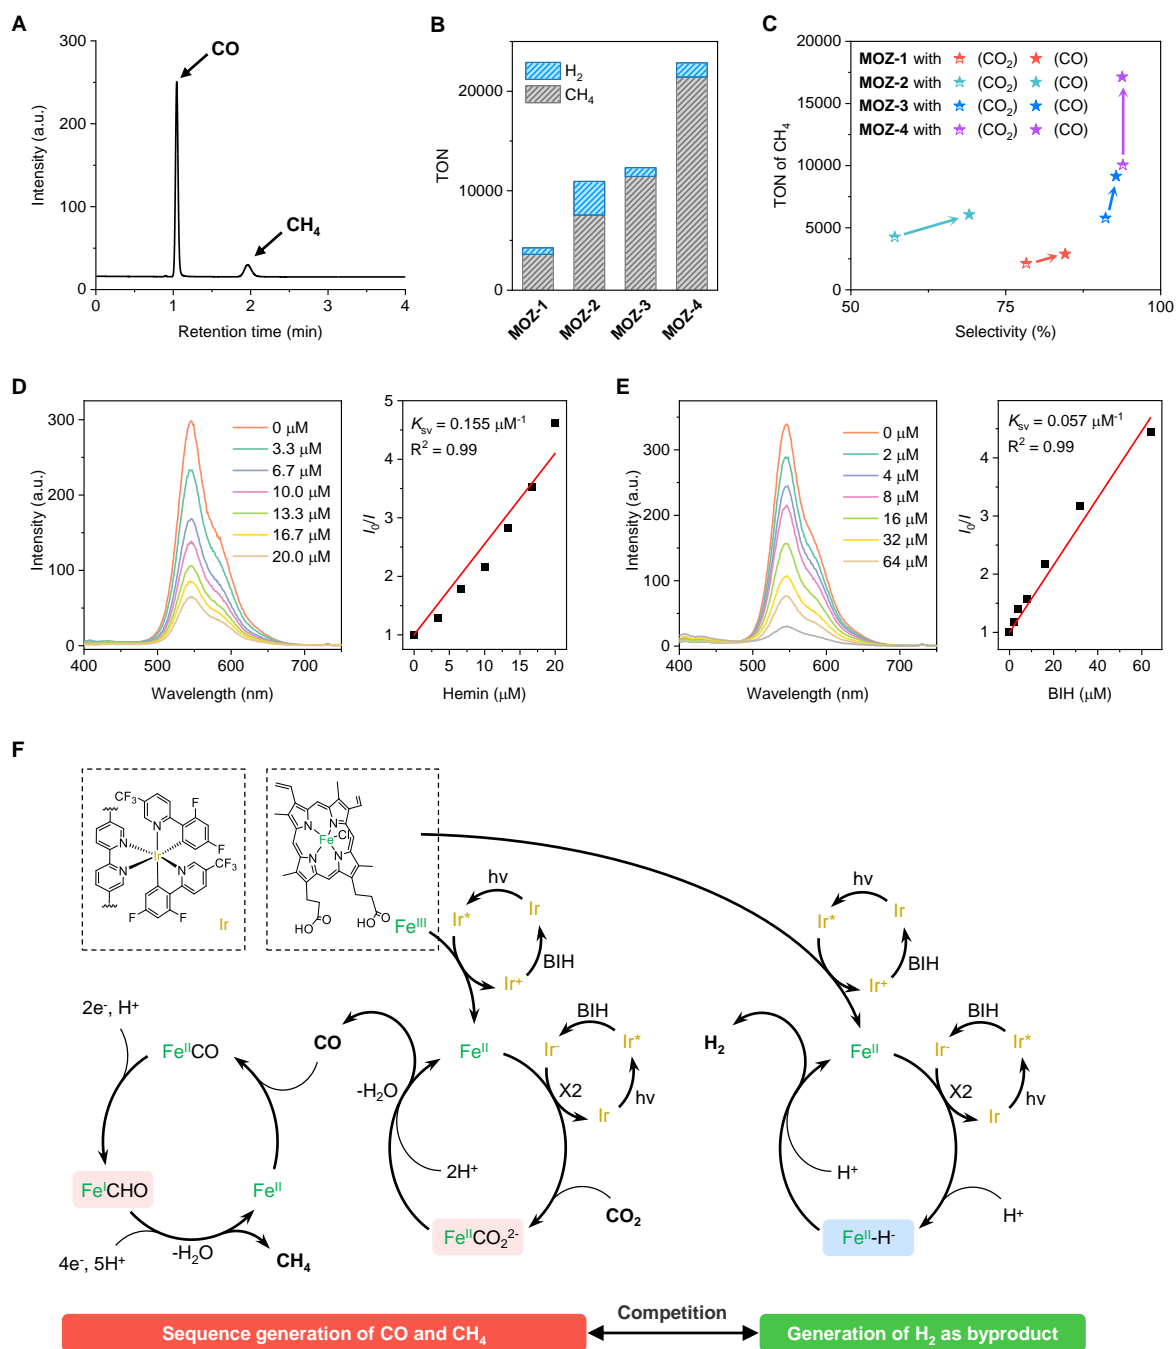 A
Intensity (a.u.)
300
200
100
0
0
1
2
3
4
Retention time (min)
CO
CH₄
B
TON
20000
10000
0
H₂
CH₄
MOZ-1
MOZ-2
MOZ-3
MOZ-4
C
TON of CH₄
20000
15000
10000
5000
0
50
75
100
Selectivity (%)
MOZ-1 with (CO₂) (CO)
MOZ-2 with (CO₂) (CO)
MOZ-3 with (CO₂) (CO)
MOZ-4 with (CO₂) (CO)
D
Intensity (a.u.)
300
200
100
0
400
500
600
700
Wavelength (nm)
0 μM
3.3 μM
6.7 μM
10.0 μM
13.3 μM
16.7 μM
20.0 μM
I₀/I
5
4
3
2
1
0
10
20
Hemin (μM)
Kₛᵥ = 0.155 μM⁻¹
R² = 0.99
E
Intensity (a.u.)
300
200
100
0
400
500
600
700
Wavelength (nm)
0 μM
2 μM
4 μM
8 μM
16 μM
32 μM
64 μM
I₀/I
4
3
2
1
0
20
40
60
BIH (μM)
Kₛᵥ = 0.057 μM⁻¹
R² = 0.99
F
CF₃
F
N
N
F
Ir
N
N
CF₃
F
F
Ir
N
N
Fe
Cl
N
N
O
HO
O
HO
Feᴵᴵᴵ
hv
Ir*
Ir
BIH
Ir⁺
hv
Ir*
Ir
BIH
Ir⁺
2e⁻, H⁺
FeᴵᴵCO
CO
FeᴵCHO
Feᴵᴵ
-H₂O
4e⁻, 5H⁺
CH₄
-H₂O
Feᴵᴵ
BIH
Ir⁻
Ir*
X2
Ir
hv
2H⁺
CO₂
FeᴵᴵCO₂²⁻
H₂
Feᴵᴵ
BIH
Ir⁻
Ir*
X2
Ir
hv
H⁺
H⁺
Feᴵᴵ-H⁻
Sequence generation of CO and CH₄
Competition
Generation of H₂ as byproduct